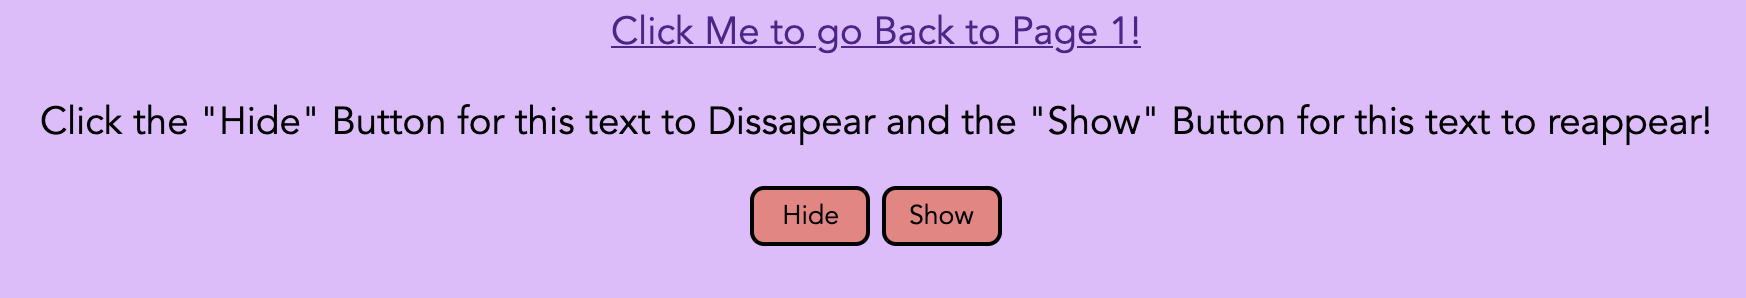 Click Me to go Back to Page 1!
Click the "Hide" Button for this text to Dissapear and the "Show" Button for this text to reappear!
Hide Show